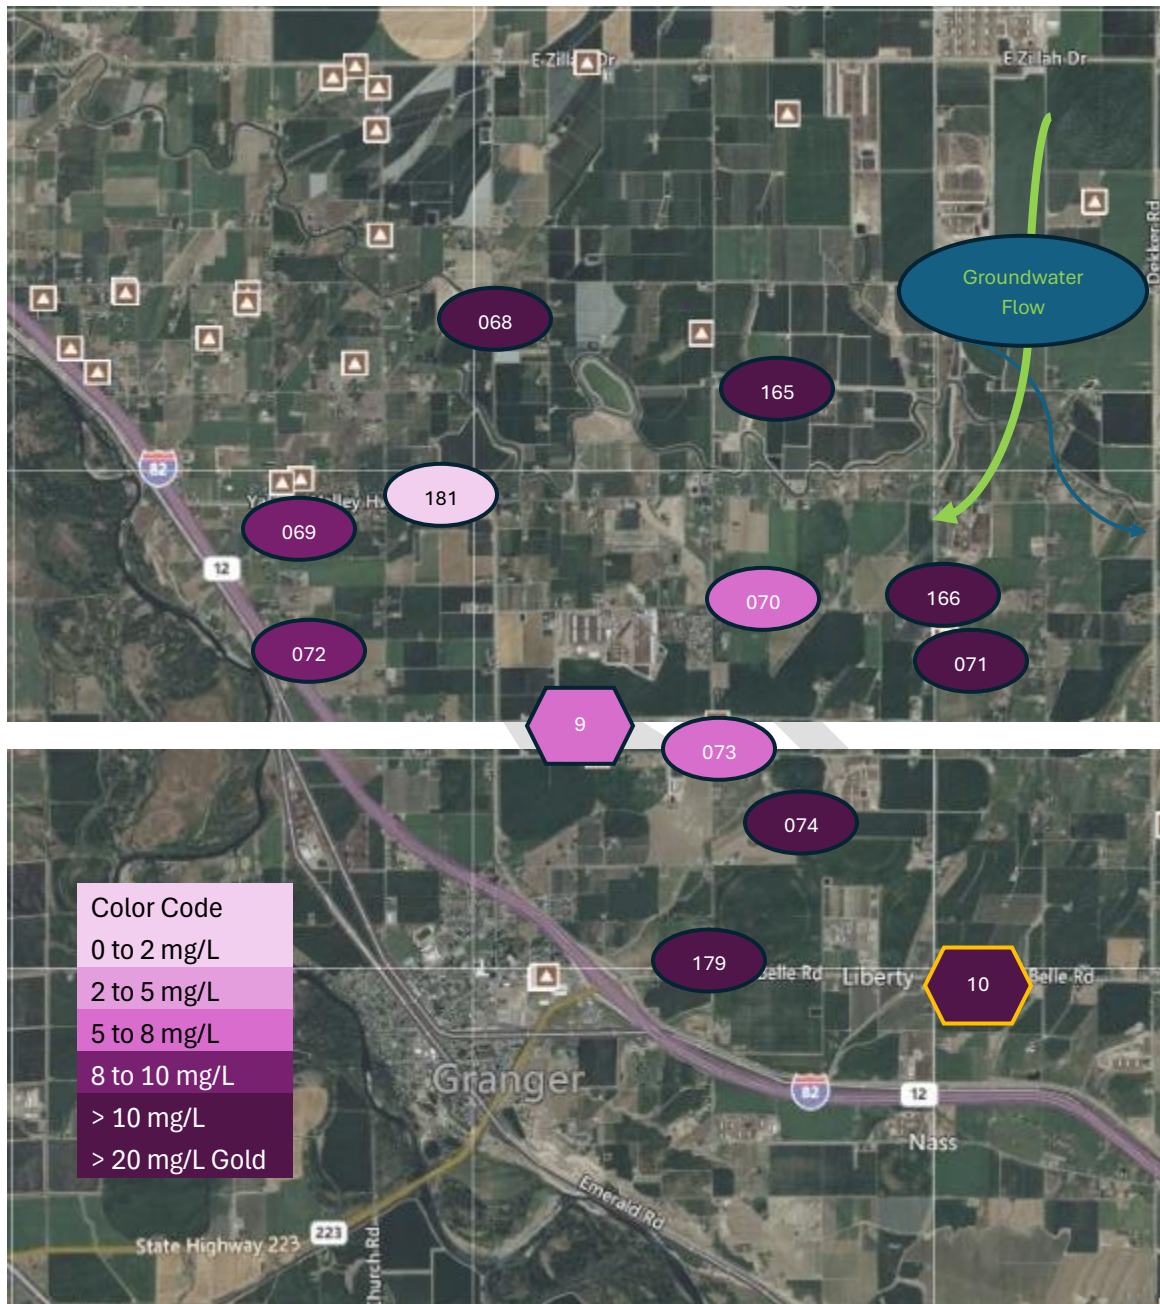 E Zillah Dr
E Zillah Dr
Dekker Rd
Groundwater
Flow
068
165
82
181
Valley H
069
12
070
166
072
071
9
073
074
Color Code
0 to 2 mg/L
2 to 5 mg/L
5 to 8 mg/L
8 to 10 mg/L
> 10 mg/L
> 20 mg/L Gold
179
Belle Rd
Liberty
10
Belle Rd
Granger
82
12
Nass
Emerald Rd
223
State Highway 223
Church Rd